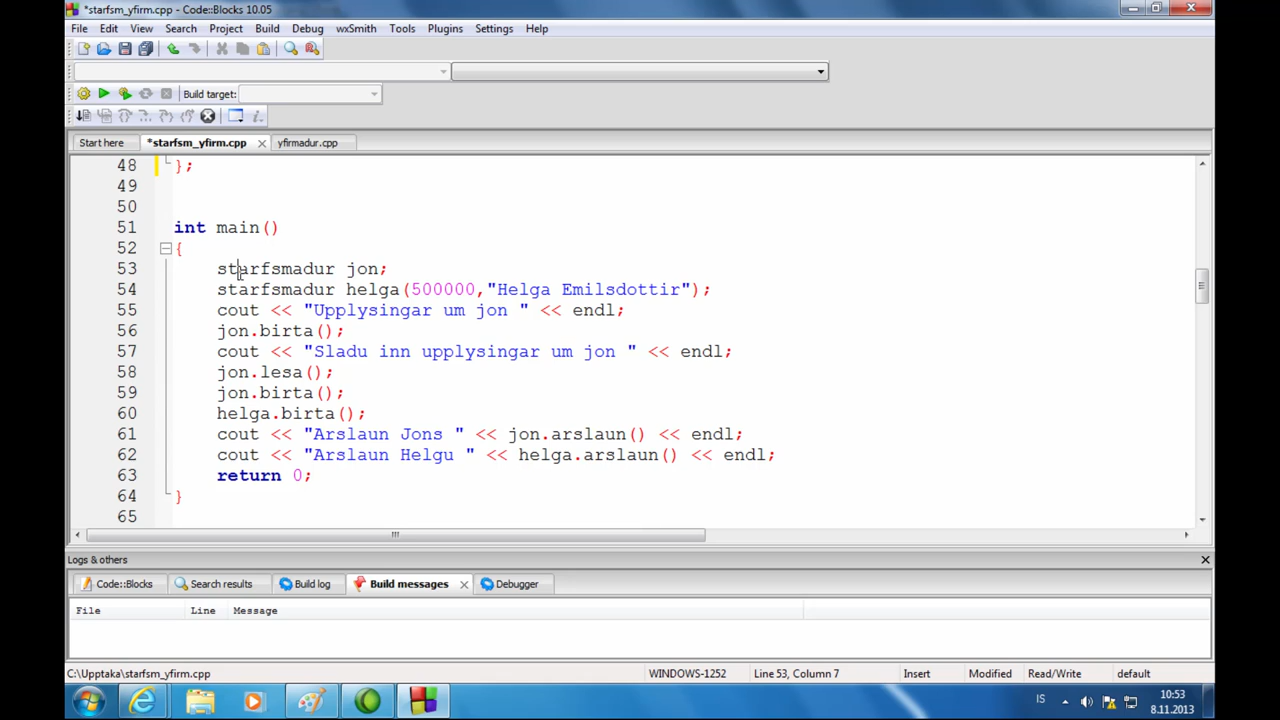 *starfsm_yfirm.cpp - Code::Blocks 10.05
File Edit View Search Project Build Debug wxSmith Tools Plugins Settings Help
Build target:
Start here *starfsm_yfirm.cpp yfirmadur.cpp
48 };
49
50
51 int main()
52 {
53 starfsmadur jon;
54 starfsmadur helga(500000,"Helga Emilsdottir");
55 cout << "Upplysingar um jon " << endl;
56 jon.birta();
57 cout << "Sladu inn upplysingar um jon " << endl;
58 jon.lesa();
59 jon.birta();
60 helga.birta();
61 cout << "Arslaun Jons " << jon.arslaun() << endl;
62 cout << "Arslaun Helgu " << helga.arslaun() << endl;
63 return 0;
64 }
65
Logs & others
Code::Blocks Search results Build log Build messages Debugger
File Line Message
C:\Upptaka\starfsm_yfirm.cpp WINDOWS-1252 Line 53, Column 7 Insert Modified Read/Write default
IS 10:53
8.11.2013